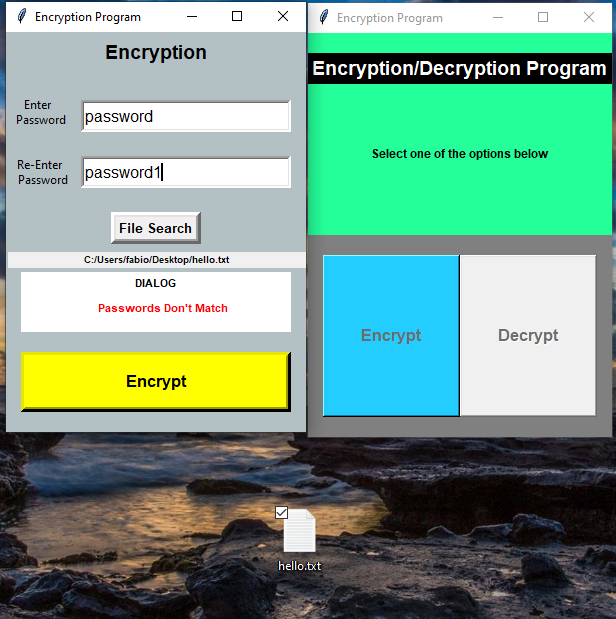 Encryption Program
Encryption
Enter
Password
password
Re-Enter
Password
password1
File Search
C:/Users/fabio/Desktop/hello.txt
DIALOG
Passwords Don't Match
Encrypt
Encryption Program
Encryption/Decryption Program
Select one of the options below
Encrypt
Decrypt
hello.txt